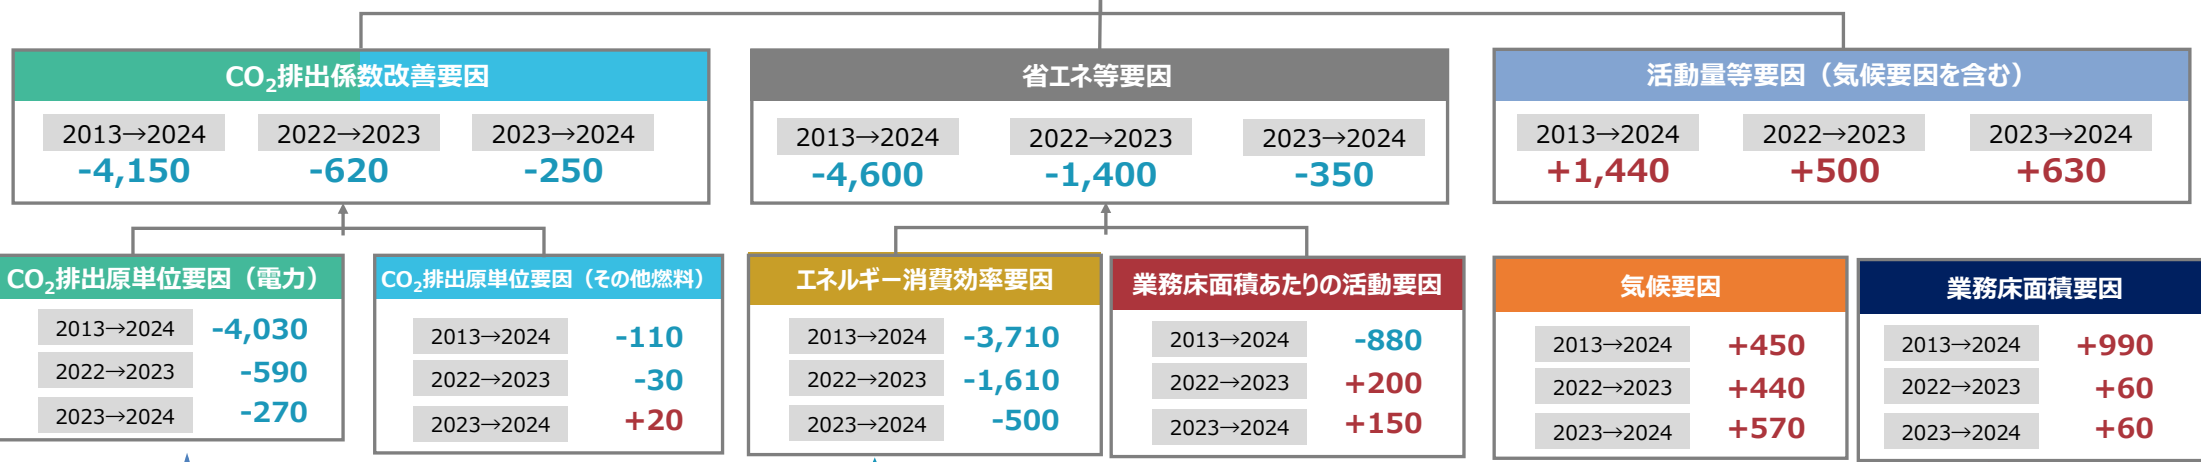 CO2排出係数改善要因
2013→2024 2022→2023 2023→2024
-4,150 -620 -250
省エネ等要因
2013→2024 2022→2023 2023→2024
-4,600 -1,400 -350
活動量等要因（気候要因を含む）
2013→2024 2022→2023 2023→2024
+1,440 +500 +630
CO2排出原単位要因（電力）
2013→2024 -4,030
2022→2023 -590
2023→2024 -270
CO2排出原単位要因（その他燃料）
2013→2024 -110
2022→2023 -30
2023→2024 +20
エネルギー消費効率要因
2013→2024 -3,710
2022→2023 -1,610
2023→2024 -500
業務床面積あたりの活動要因
2013→2024 -880
2022→2023 +200
2023→2024 +150
気候要因
2013→2024 +450
2022→2023 +440
2023→2024 +570
業務床面積要因
2013→2024 +990
2022→2023 +60
2023→2024 +60